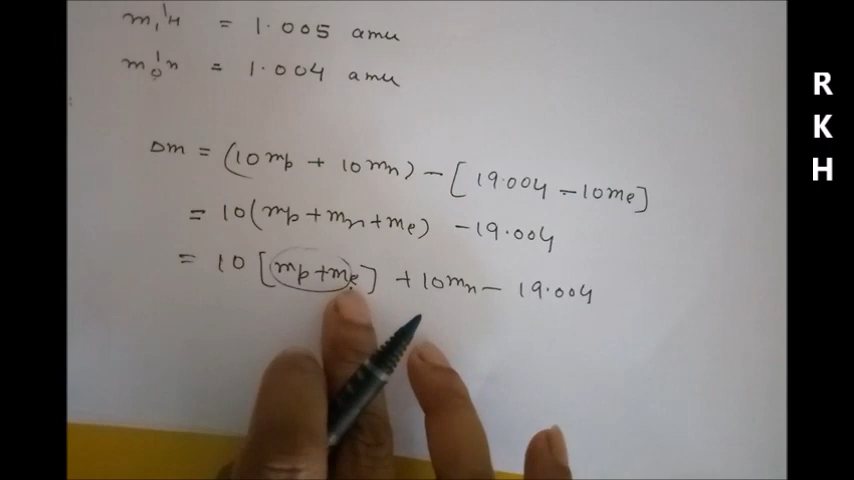 m₁¹H = 1.005 amu
m₀¹n = 1.004 amu
Δm = (10mp + 10mn) - [19.004 - 10me]
= 10(mp+mn+me) - 19.004
= 10 [mp+me] + 10mn - 19.004
R
K
H